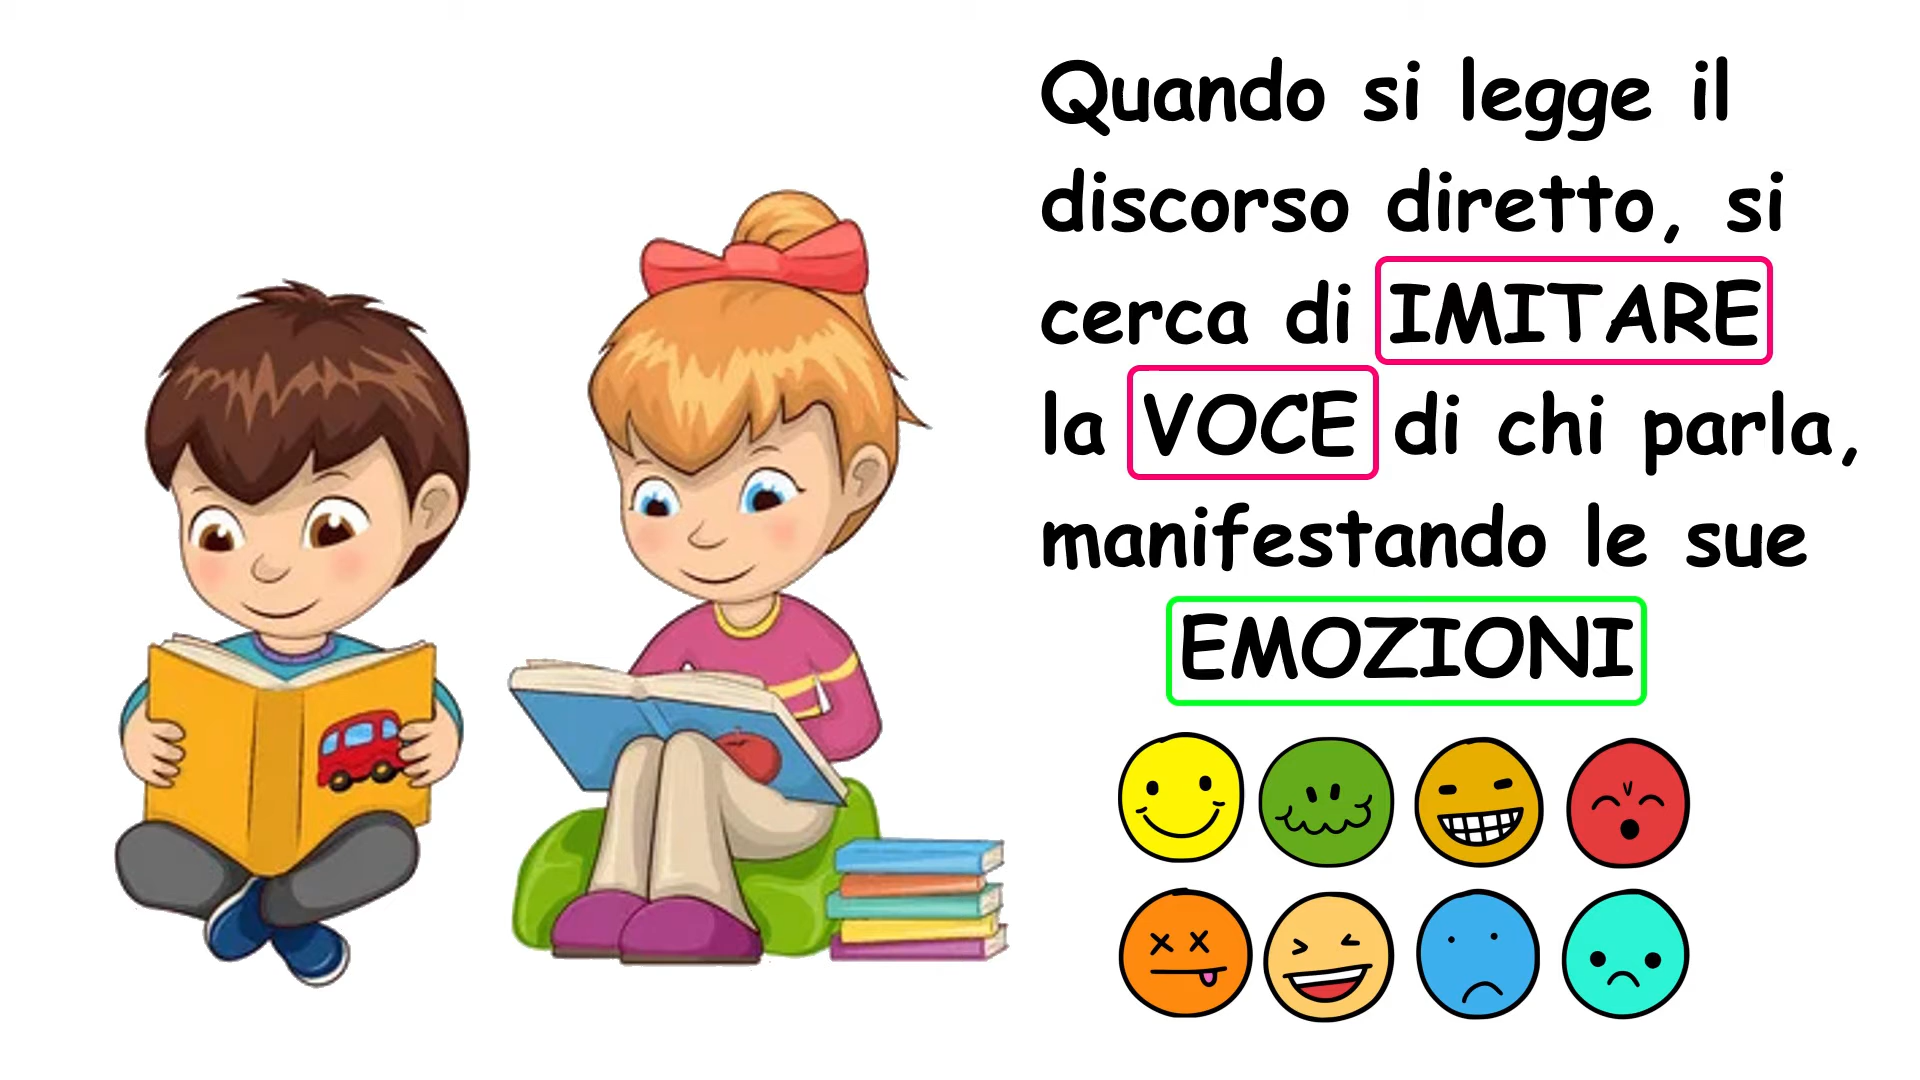 Quando si legge il
discorso diretto, si
cerca di IMITARE
la VOCE di chi parla,
manifestando le sue
EMOZIONI